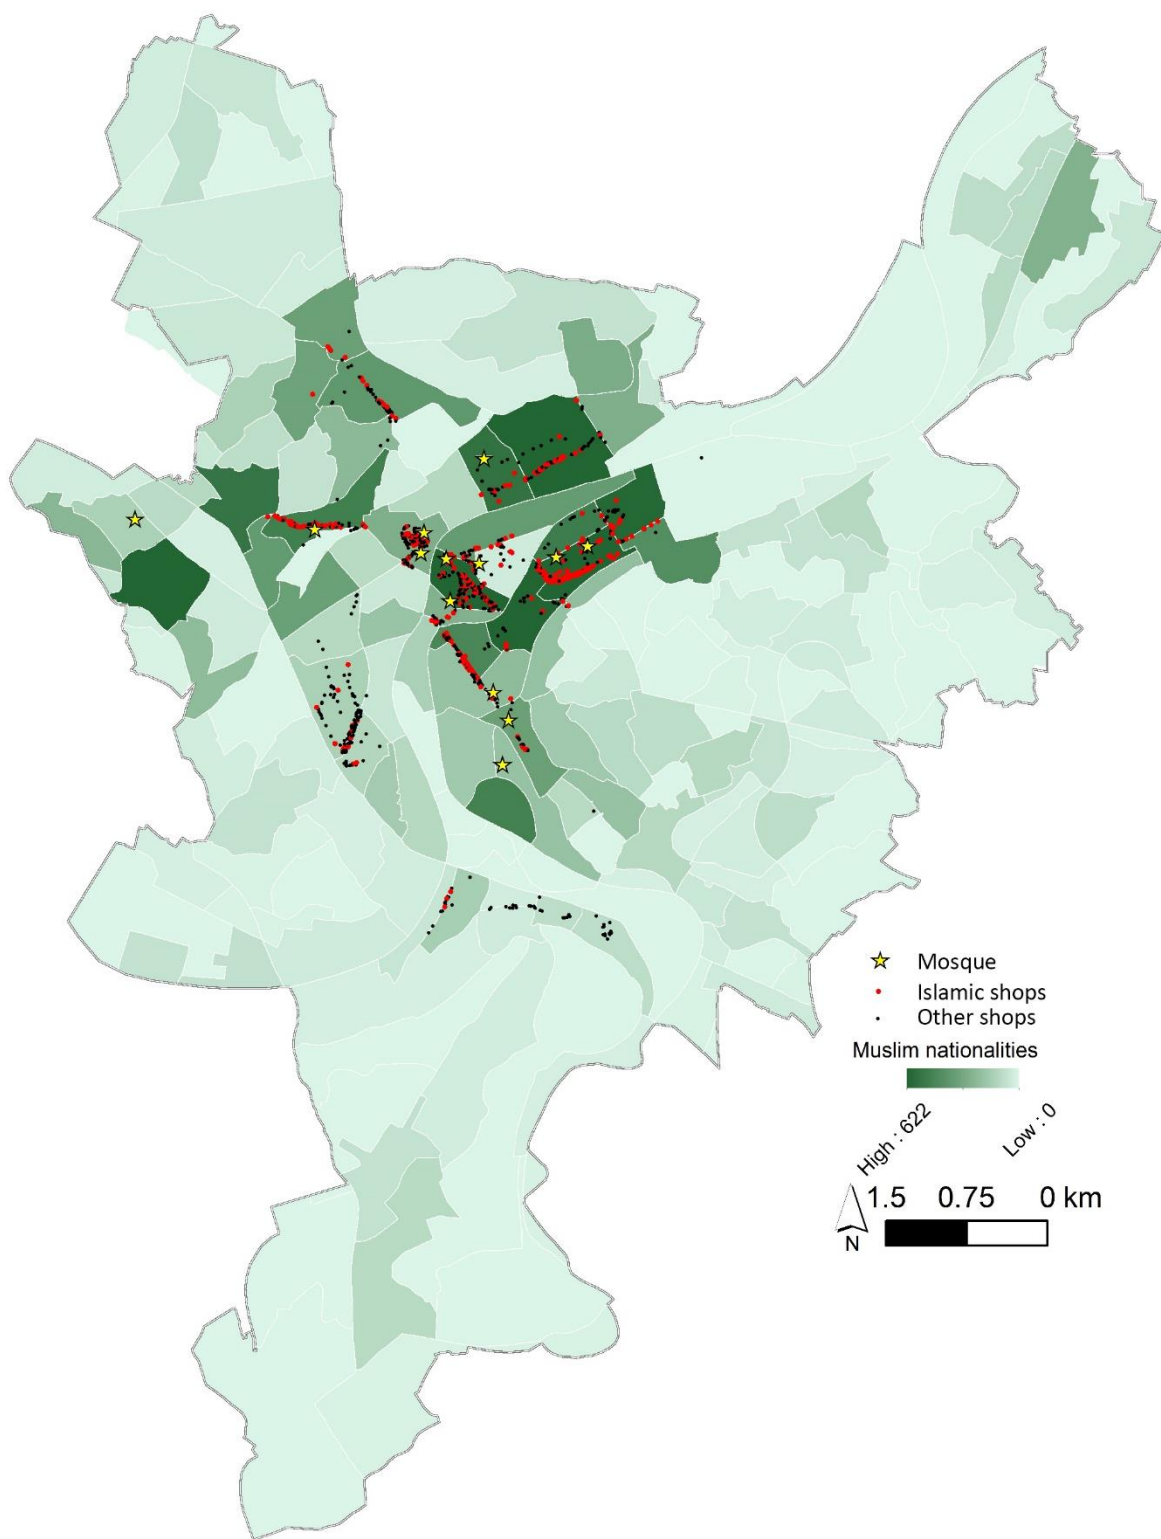 Mosque
Islamic shops
Other shops
Muslim nationalities
High : 622
Low : 0
1.5 0.75 0 km
N